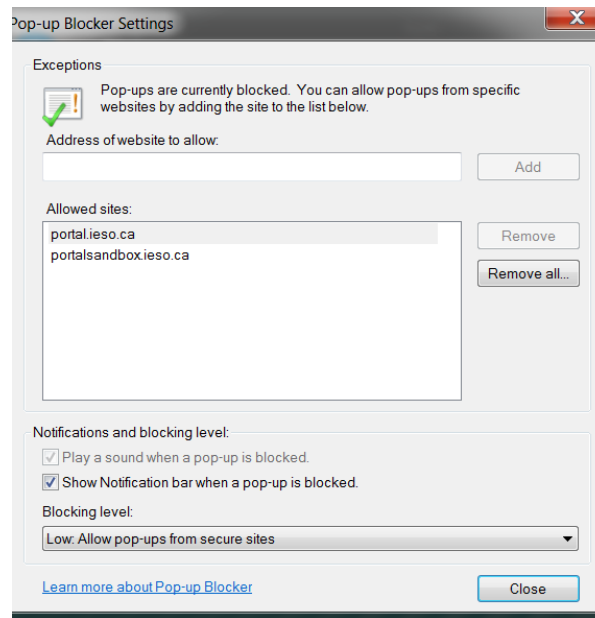 Pop-up Blocker Settings
Exceptions
Pop-ups are currently blocked. You can allow pop-ups from specific
websites by adding the site to the list below.
Address of website to allow:
Add
Allowed sites:
portal.ieso.ca
Remove
portalsandbox.ieso.ca
Remove all...
Notifications and blocking level:
Play a sound when a pop-up is blocked.
Show Notification bar when a pop-up is blocked.
Blocking level:
Low: Allow pop-ups from secure sites
Learn more about Pop-up Blocker
Close